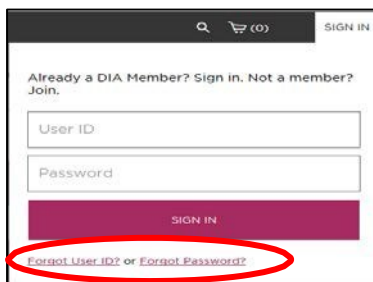 (0) SIGN IN
Already a DIA Member? Sign in. Not a member?
Join.
User ID
Password
SIGN IN
Forgot User ID? or Forgot Password?